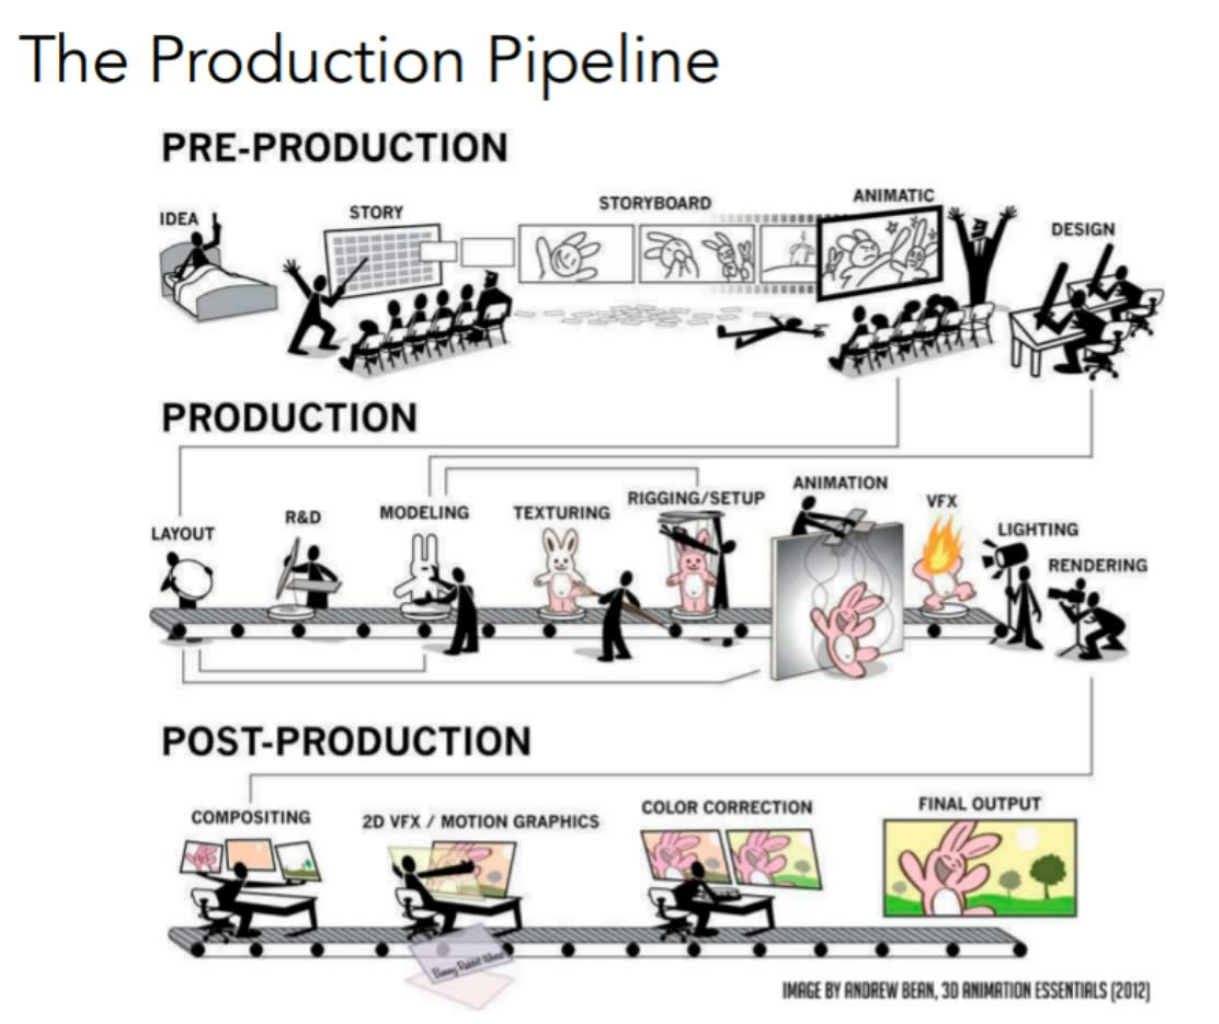 The Production Pipeline
PRE-PRODUCTION
IDEA
STORY
STORYBOARD
ANIMATIC
DESIGN
PRODUCTION
LAYOUT
R&D
MODELING
TEXTURING
RIGGING/SETUP
ANIMATION
VFX
LIGHTING
RENDERING
POST-PRODUCTION
COMPOSITING
2D VFX / MOTION GRAPHICS
COLOR CORRECTION
FINAL OUTPUT
Bunny Rabbit
IMAGE BY ANDREW BEAN, 3D ANIMATION ESSENTIALS (2012)